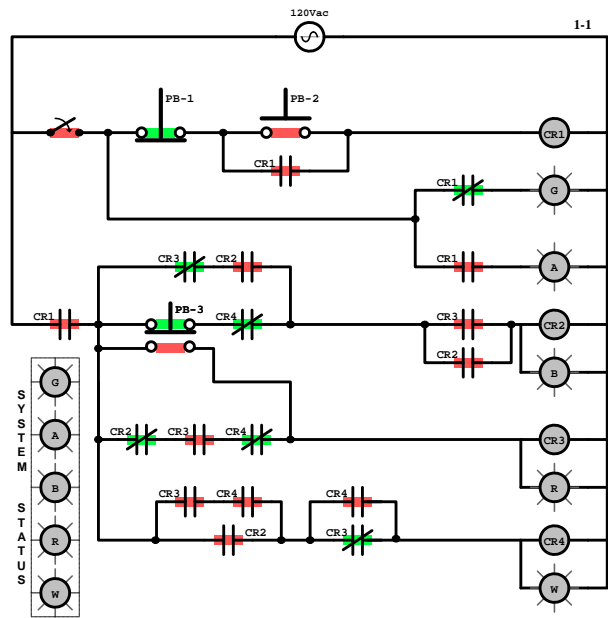 120Vac
1-1
PB-1
PB-2
CR1
CR1
CR1
G
CR1
A
CR3
CR2
CR1
PB-3
CR4
CR3
CR2
CR2
B
CR2
CR3
CR4
CR3
R
CR3
CR4
CR2
CR4
CR3
CR4
W
SYSTEM STATUS
G
A
B
R
W